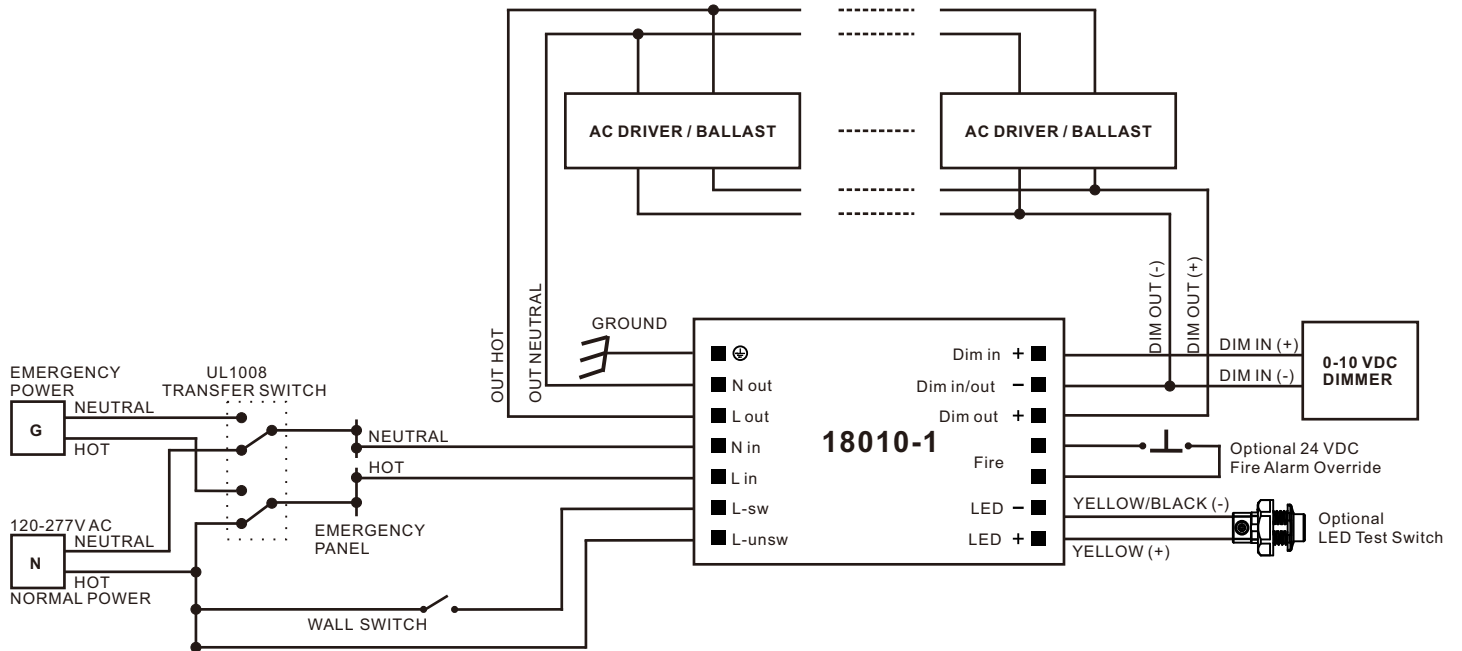 AC DRIVER / BALLAST
AC DRIVER / BALLAST
OUT HOT
OUT NEUTRAL
DIM OUT (-)
DIM OUT (+)
GROUND
EMERGENCY
POWER
G
NEUTRAL
HOT
UL1008
TRANSFER SWITCH
120-277V AC
NEUTRAL
N
HOT
NORMAL POWER
NEUTRAL
HOT
EMERGENCY
PANEL
WALL SWITCH
18010-1
N out
L out
N in
L in
L-sw
L-unsw
Dim in +
Dim in/out −
Dim out +
Fire
LED −
LED +
DIM IN (+)
DIM IN (-)
0-10 VDC
DIMMER
Optional 24 VDC
Fire Alarm Override
YELLOW/BLACK (-)
YELLOW (+)
Optional
LED Test Switch